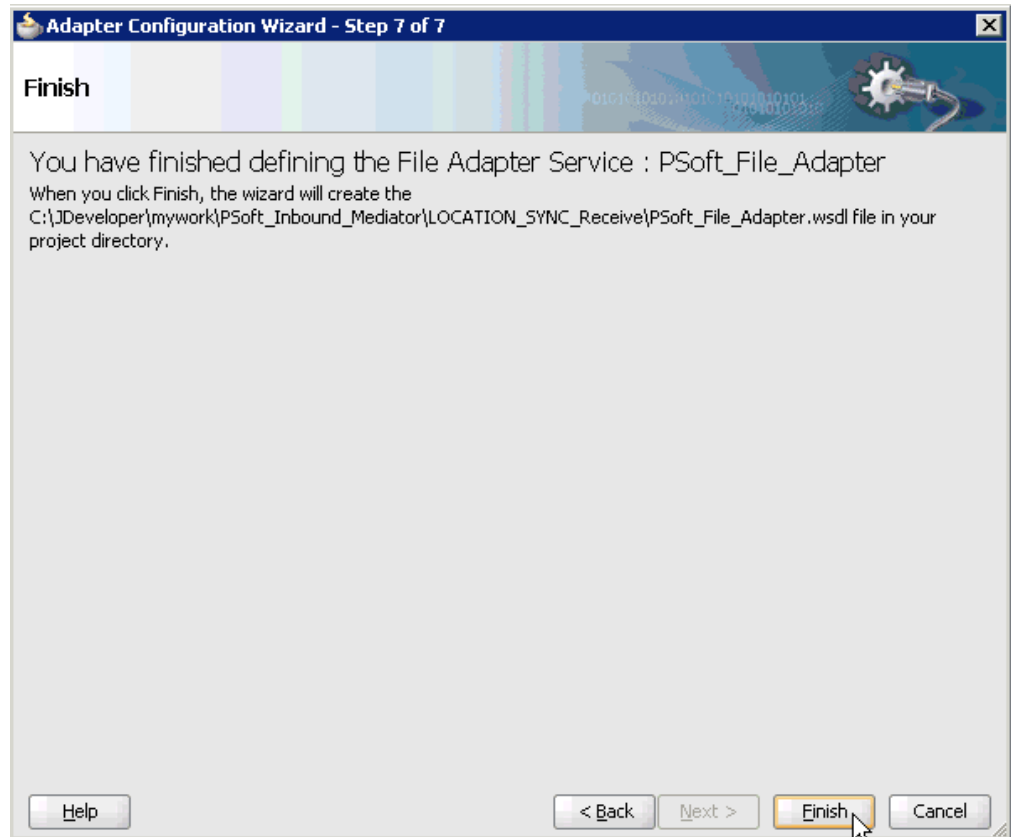 Adapter Configuration Wizard - Step 7 of 7
Finish
You have finished defining the File Adapter Service : PSoft_File_Adapter
When you click Finish, the wizard will create the
C:\JDeveloper\mywork\PSoft_Inbound_Mediator\LOCATION_SYNC_Receive\PSoft_File_Adapter.wsdl file in your
project directory.
Help
< Back
Next >
Finish
Cancel